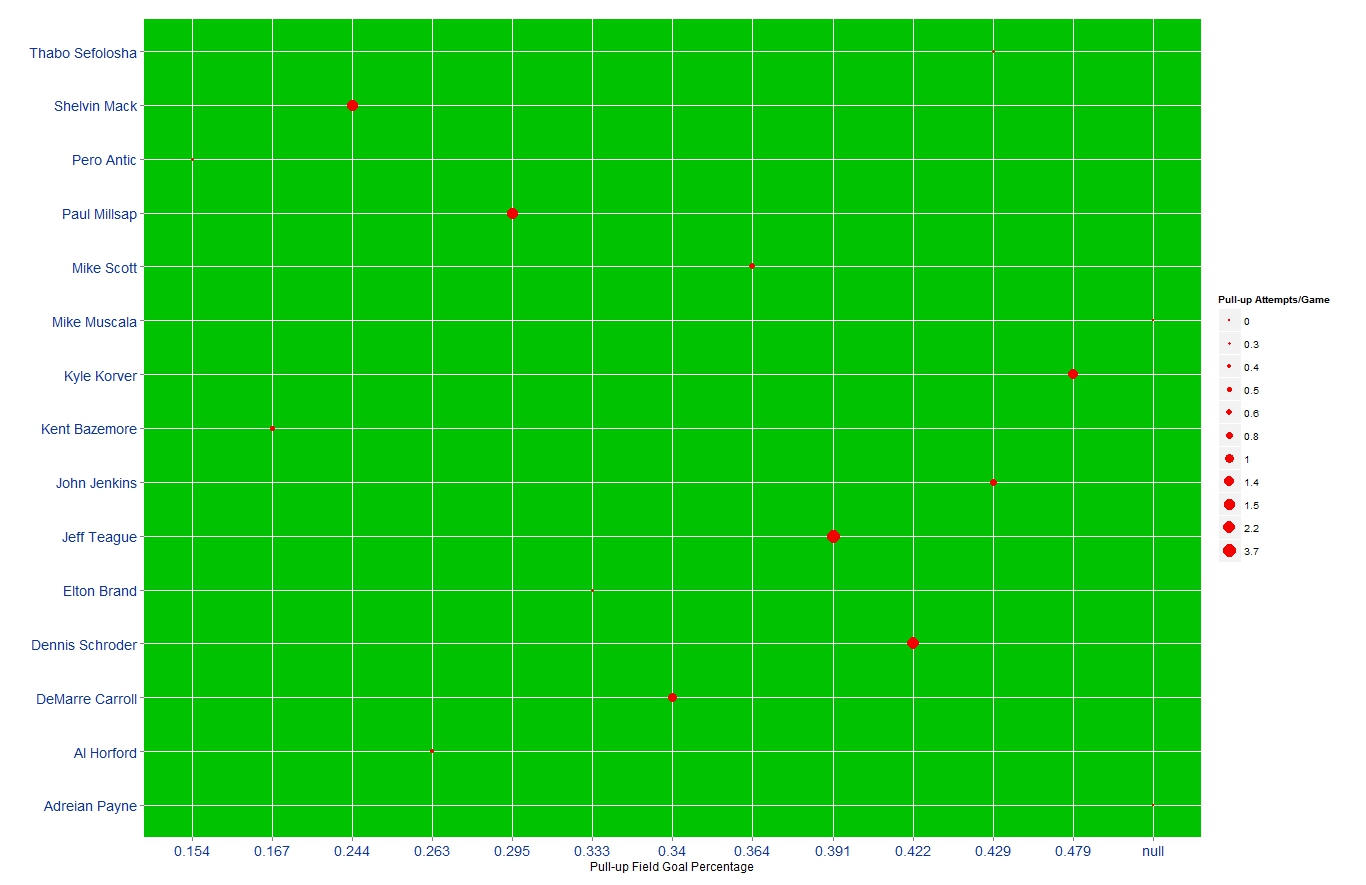 Thabo Sefolosha
Shelvin Mack
Pero Antic
Paul Millsap
Mike Scott
Mike Muscala
Kyle Korver
Kent Bazemore
John Jenkins
Jeff Teague
Elton Brand
Dennis Schroder
DeMarre Carroll
Al Horford
Adreian Payne
0.154 0.167 0.244 0.263 0.295 0.333 0.34 0.364 0.391 0.422 0.429 0.479 null
Pull-up Field Goal Percentage
Pull-up Attempts/Game
0
0.3
0.4
0.5
0.6
0.8
1
1.4
1.5
2.2
3.7